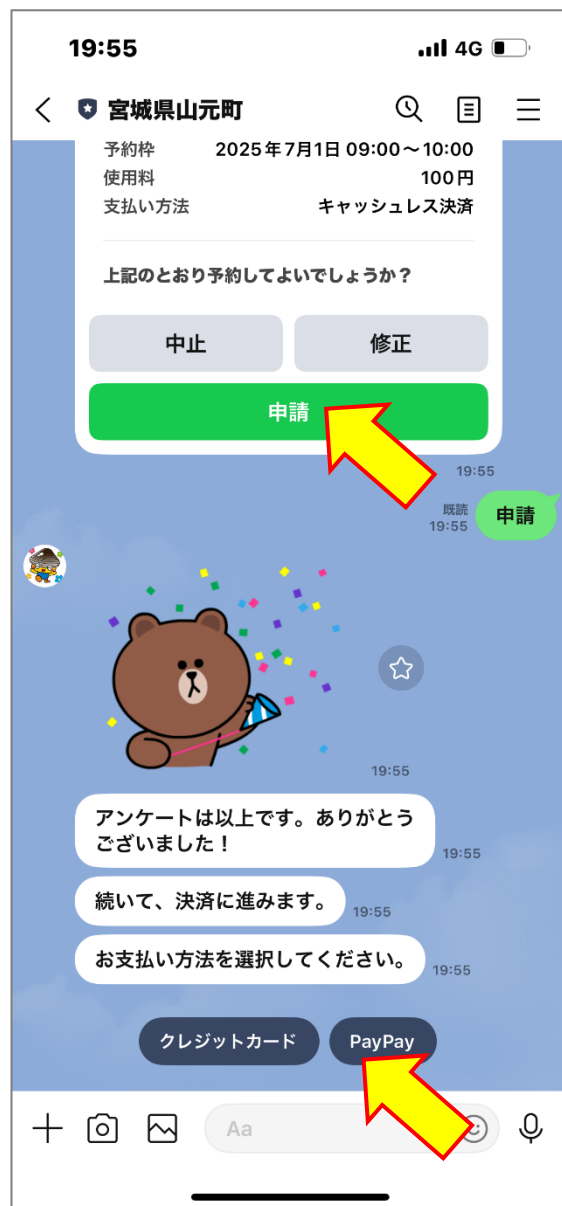 19:55
4G
宮城県山元町
予約枠 2025年7月1日 09:00～10:00
使用料 100円
支払い方法 キャッシュレス決済
上記のとおり予約してよいでしょうか？
中止 修正
申請
19:55
既読
19:55
申請
19:55
アンケートは以上です。ありがとう
ございました！
19:55
続いて、決済に進みます。
19:55
お支払い方法を選択してください。
19:55
クレジットカード PayPay
Aa